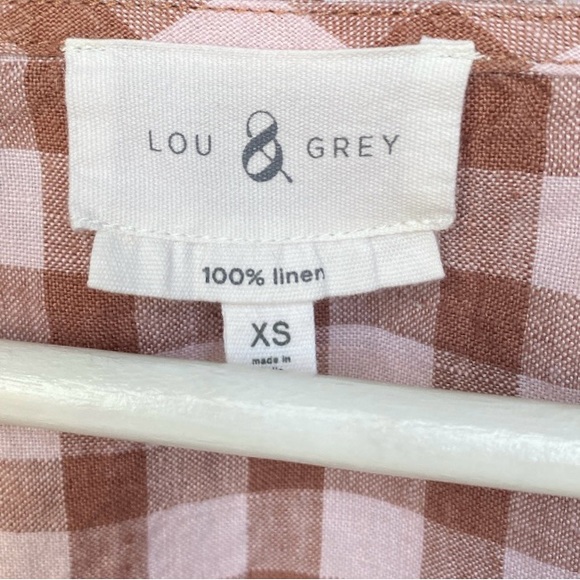 LOU & GREY
100% linen
XS
made in